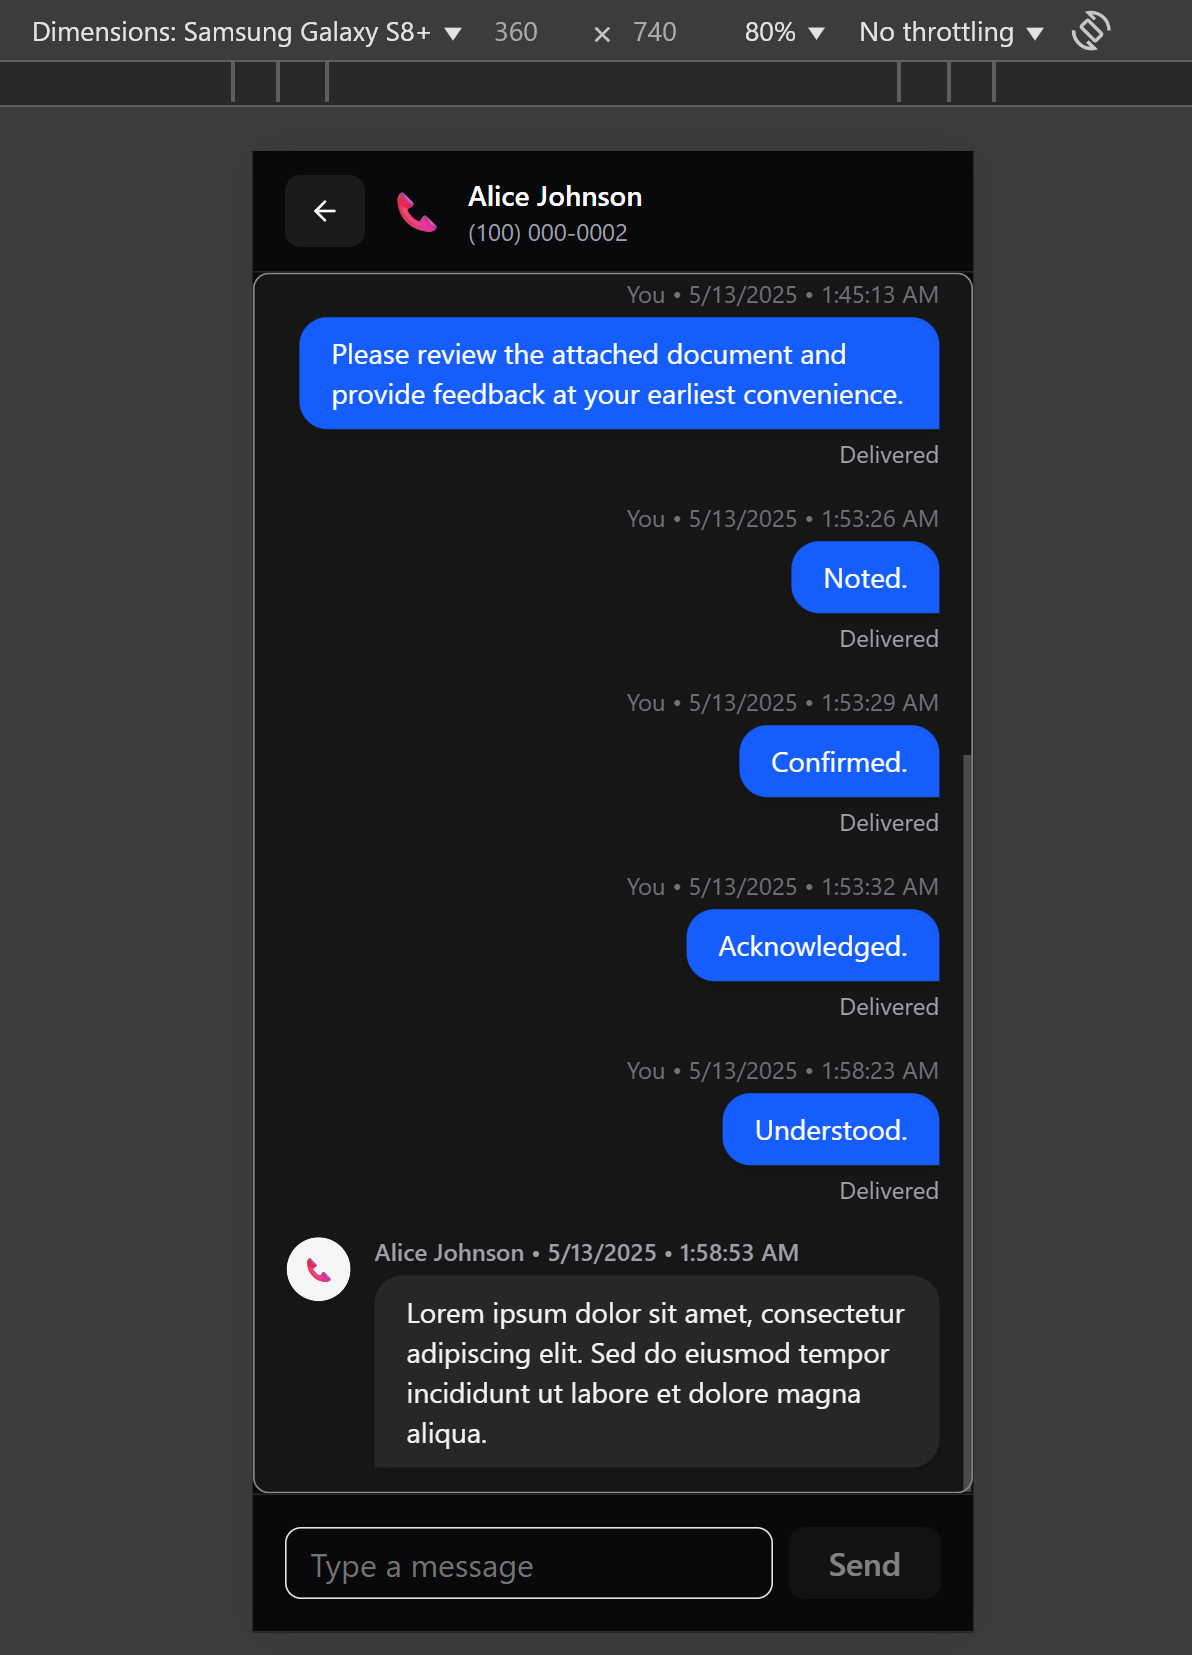 Dimensions: Samsung Galaxy S8+ ▼ 360 × 740 80% ▼ No throttling ▼
Alice Johnson
(100) 000-0002
You • 5/13/2025 • 1:45:13 AM
Please review the attached document and
provide feedback at your earliest convenience.
Delivered
You • 5/13/2025 • 1:53:26 AM
Noted.
Delivered
You • 5/13/2025 • 1:53:29 AM
Confirmed.
Delivered
You • 5/13/2025 • 1:53:32 AM
Acknowledged.
Delivered
You • 5/13/2025 • 1:58:23 AM
Understood.
Delivered
Alice Johnson • 5/13/2025 • 1:58:53 AM
Lorem ipsum dolor sit amet, consectetur
adipiscing elit. Sed do eiusmod tempor
incididunt ut labore et dolore magna
aliqua.
Type a message
Send